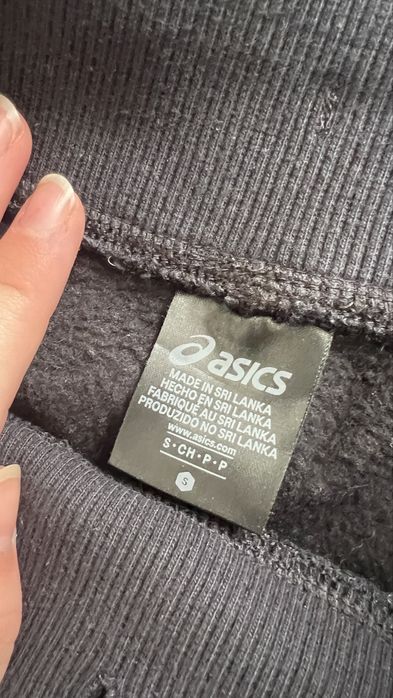 asics
MADE IN SRI LANKA
HECHO EN SRI LANKA
FABRIQUÉ AU SRI LANKA
PRODUZIDO NO SRI LANKA
www.asics.com
S·CH·P·P
S